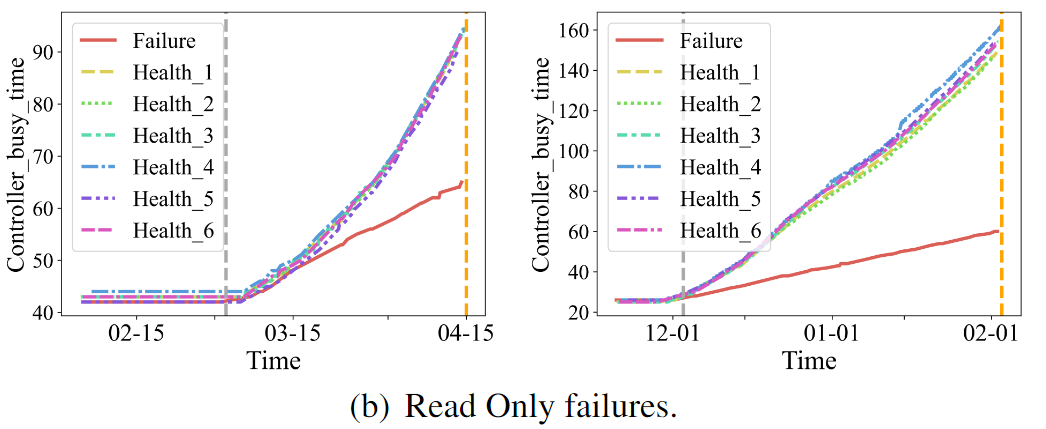 Controller_busy_time
90
80
70
60
50
40
Failure
Health_1
Health_2
Health_3
Health_4
Health_5
Health_6
02-15
03-15
04-15
Time
Controller_busy_time
160
140
120
100
80
60
40
20
Failure
Health_1
Health_2
Health_3
Health_4
Health_5
Health_6
12-01
01-01
02-01
Time
(b) Read Only failures.